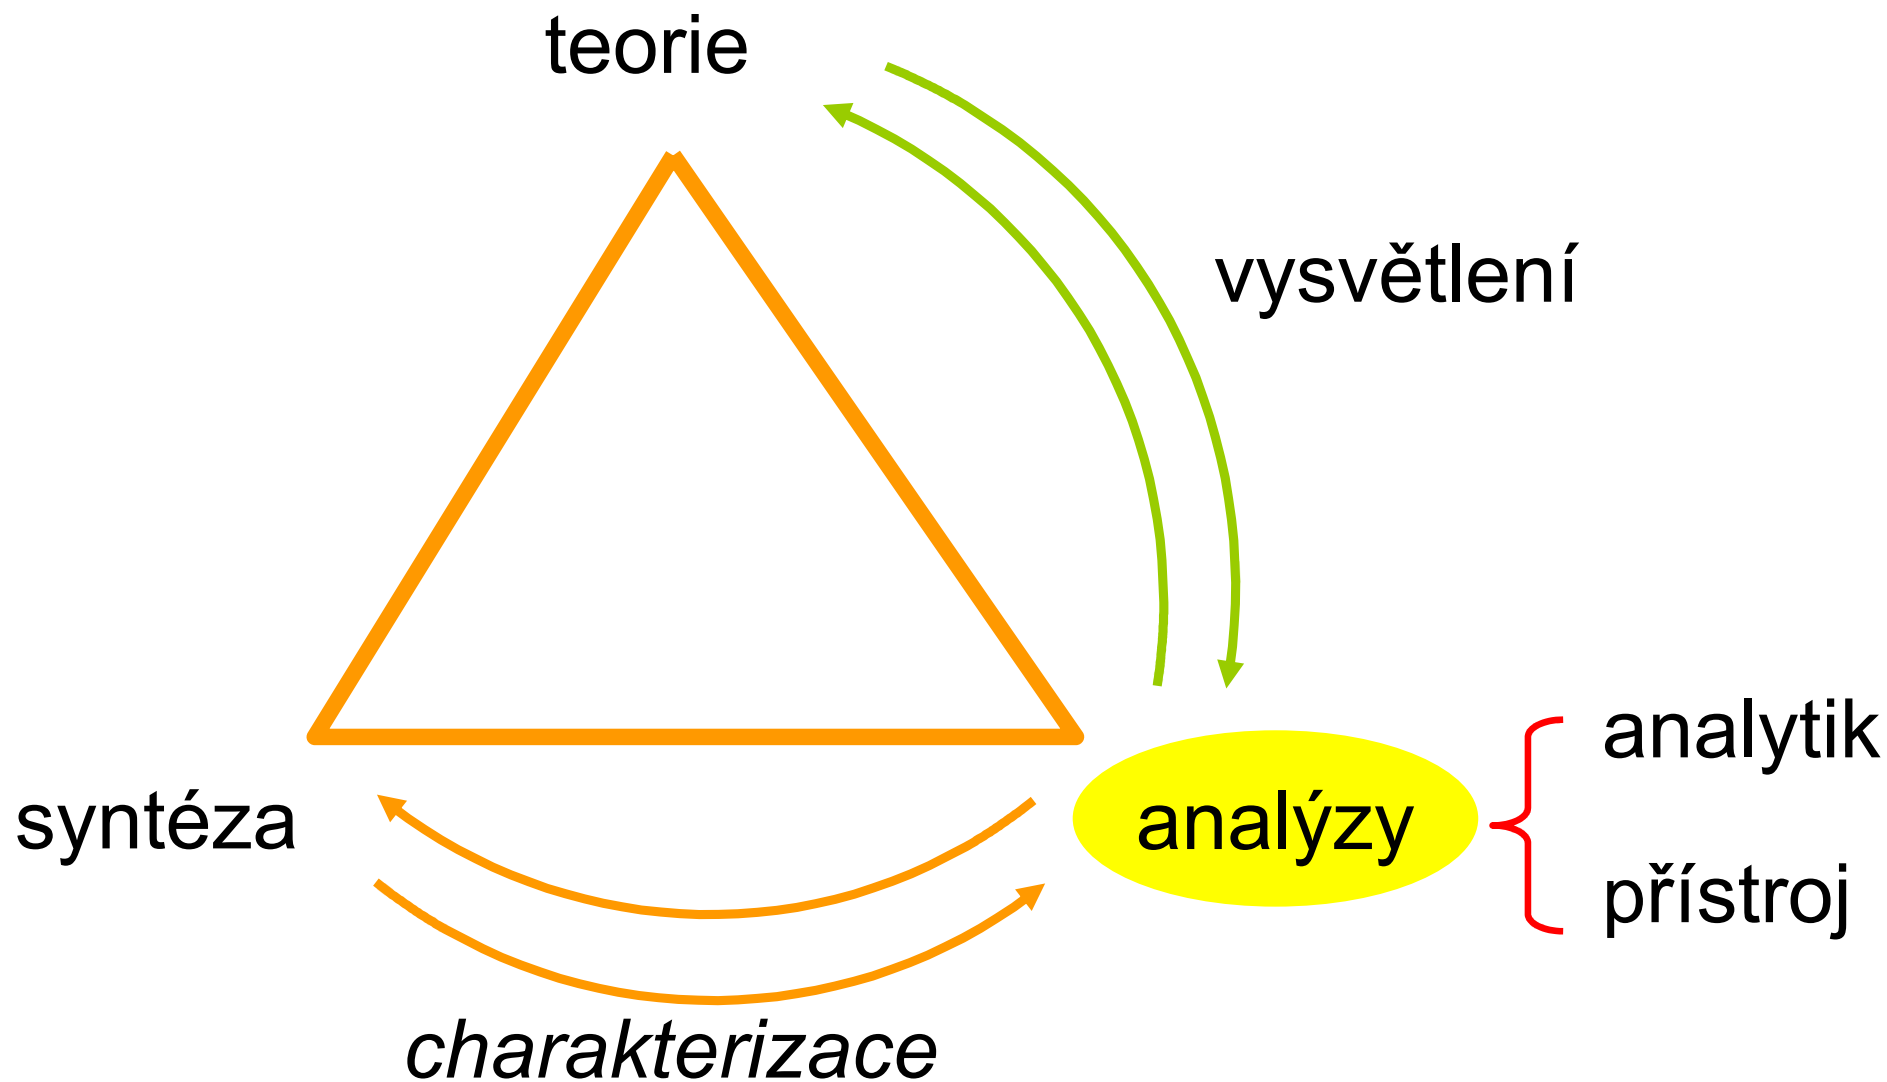 teorie
vysvětlení
analytik
syntéza
analýzy
přístroj
charakterizace